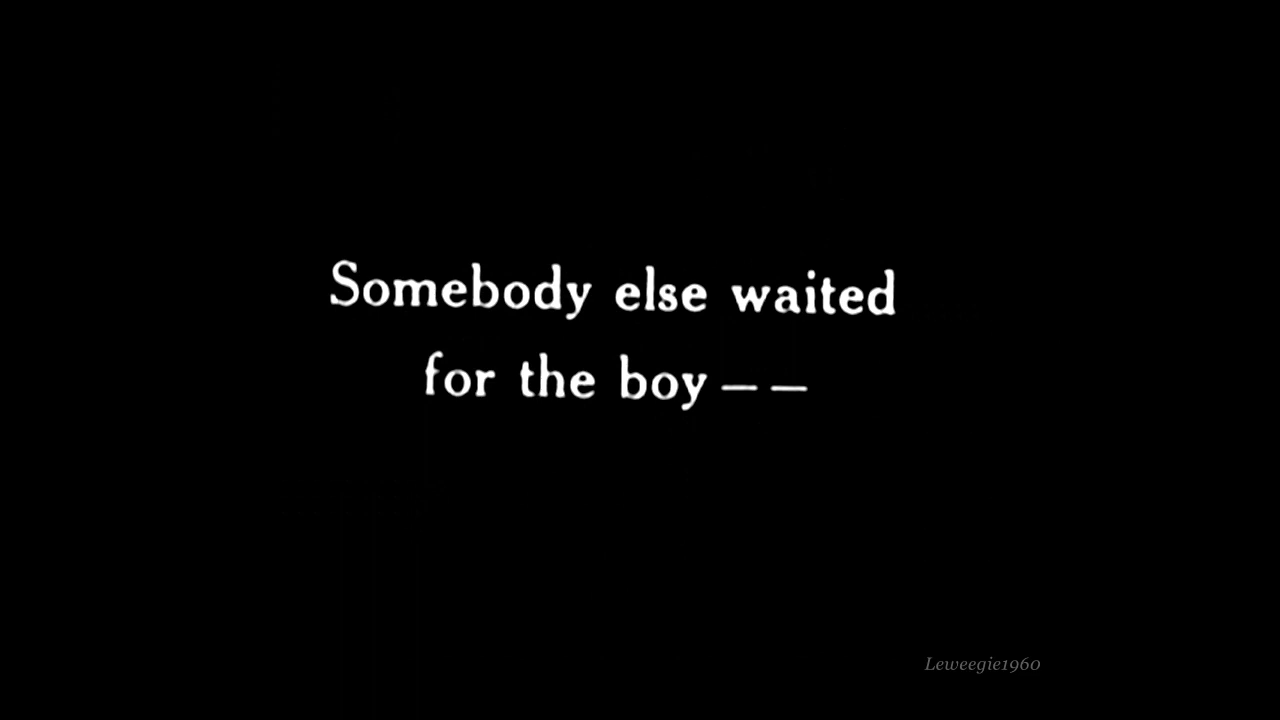 Somebody else waited
for the boy — —
Leweegie1960